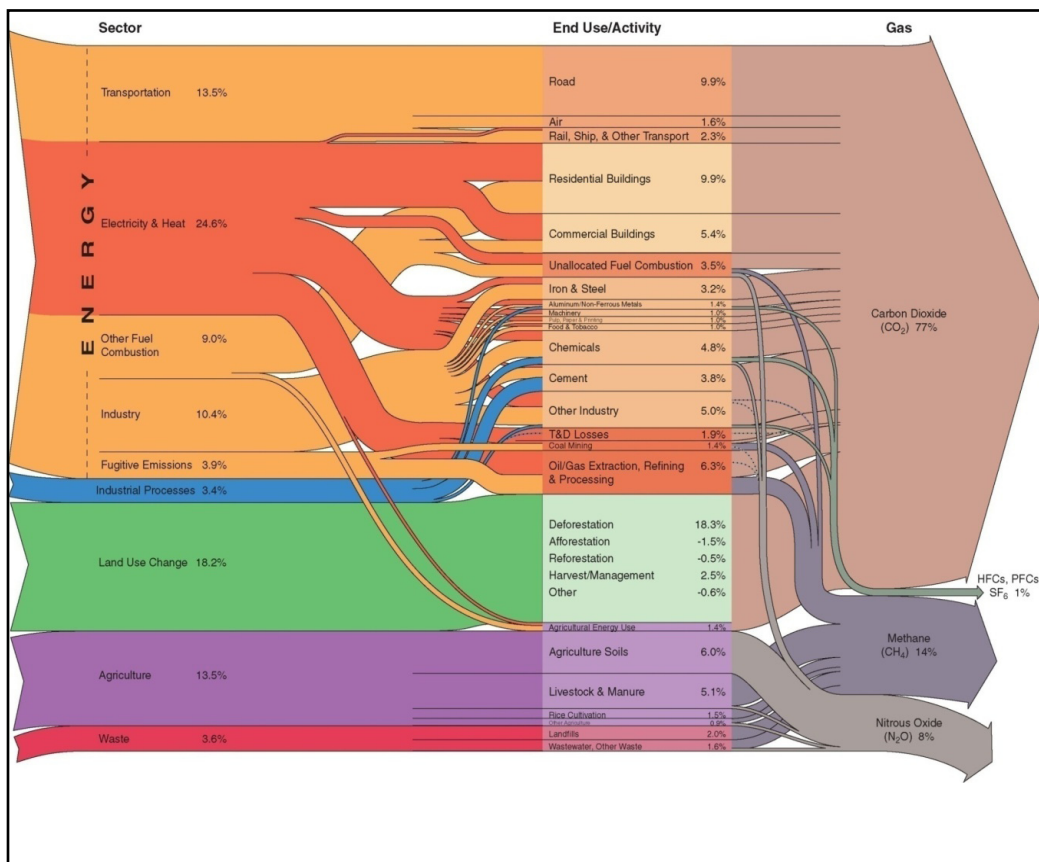 Sector
End Use/Activity
Gas
ENERGY
Transportation 13.5%
Electricity & Heat 24.6%
Other Fuel
Combustion 9.0%
Industry 10.4%
Fugitive Emissions 3.9%
Industrial Processes 3.4%
Land Use Change 18.2%
Agriculture 13.5%
Waste 3.6%
Road 9.9%
Air 1.6%
Rail, Ship, & Other Transport 2.3%
Residential Buildings 9.9%
Commercial Buildings 5.4%
Unallocated Fuel Combustion 3.5%
Iron & Steel 3.2%
Aluminum/Non-Ferrous Metals 1.4%
Machinery 1.0%
Pulp, Paper & Printing 1.0%
Food & Tobacco 1.0%
Chemicals 4.8%
Cement 3.8%
Other Industry 5.0%
T&D Losses 1.9%
Coal Mining 1.4%
Oil/Gas Extraction, Refining
& Processing 6.3%
Deforestation 18.3%
Afforestation -1.5%
Reforestation -0.5%
Harvest/Management 2.5%
Other -0.6%
Agricultural Energy Use 1.4%
Agriculture Soils 6.0%
Livestock & Manure 5.1%
Rice Cultivation 1.5%
Other Agriculture 0.9%
Landfills 2.0%
Wastewater, Other Waste 1.6%
Carbon Dioxide
(CO₂) 77%
HFCs, PFCs
SF₆ 1%
Methane
(CH₄) 14%
Nitrous Oxide
(N₂O) 8%